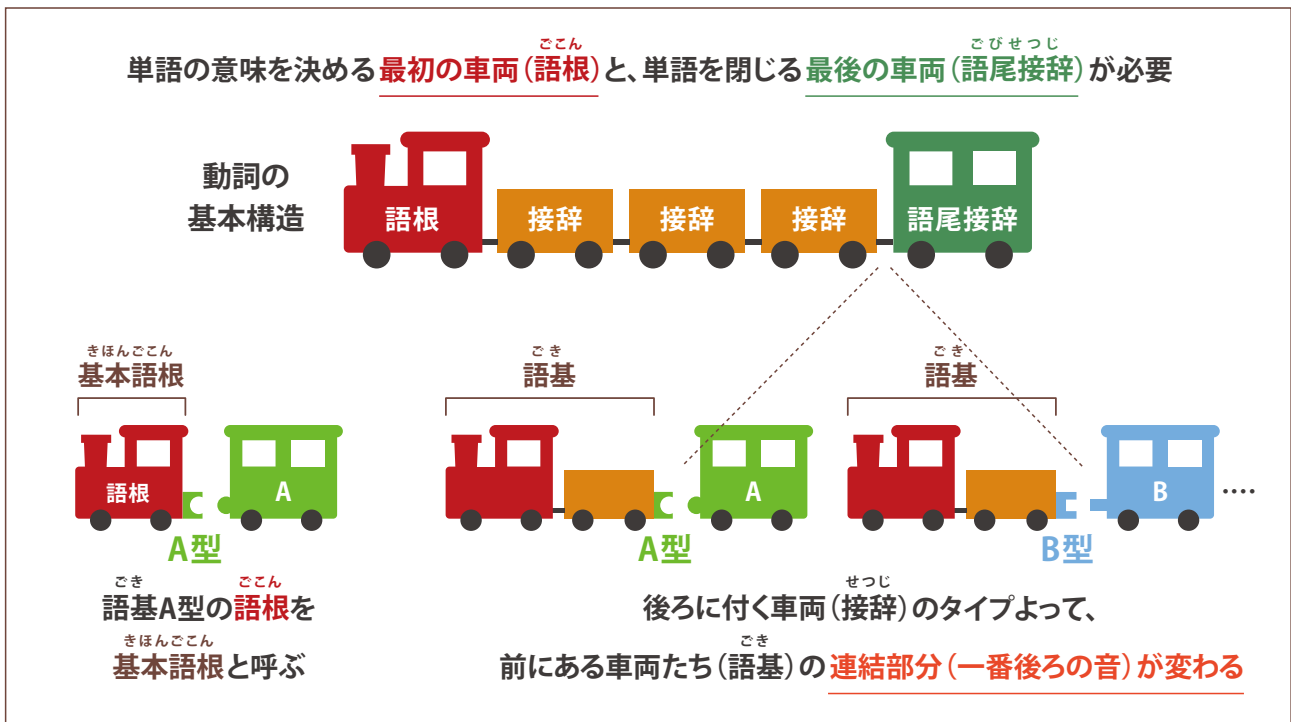 ごこん ごびせつじ
単語の意味を決める最初の車両（語根）と、単語を閉じる最後の車両（語尾接辞）が必要
動詞の
基本構造
語根 接辞 接辞 接辞 語尾接辞
きほんごこん
基本語根
語根 A
A型
ごき
語基
A
A型
ごき
語基
B ‥‥
B型
ごき ごこん
語基A型の語根を
きほんごこん
基本語根と呼ぶ
せつじ
後ろに付く車両（接辞）のタイプよって、
ごき
前にある車両たち（語基）の連結部分（一番後ろの音）が変わる